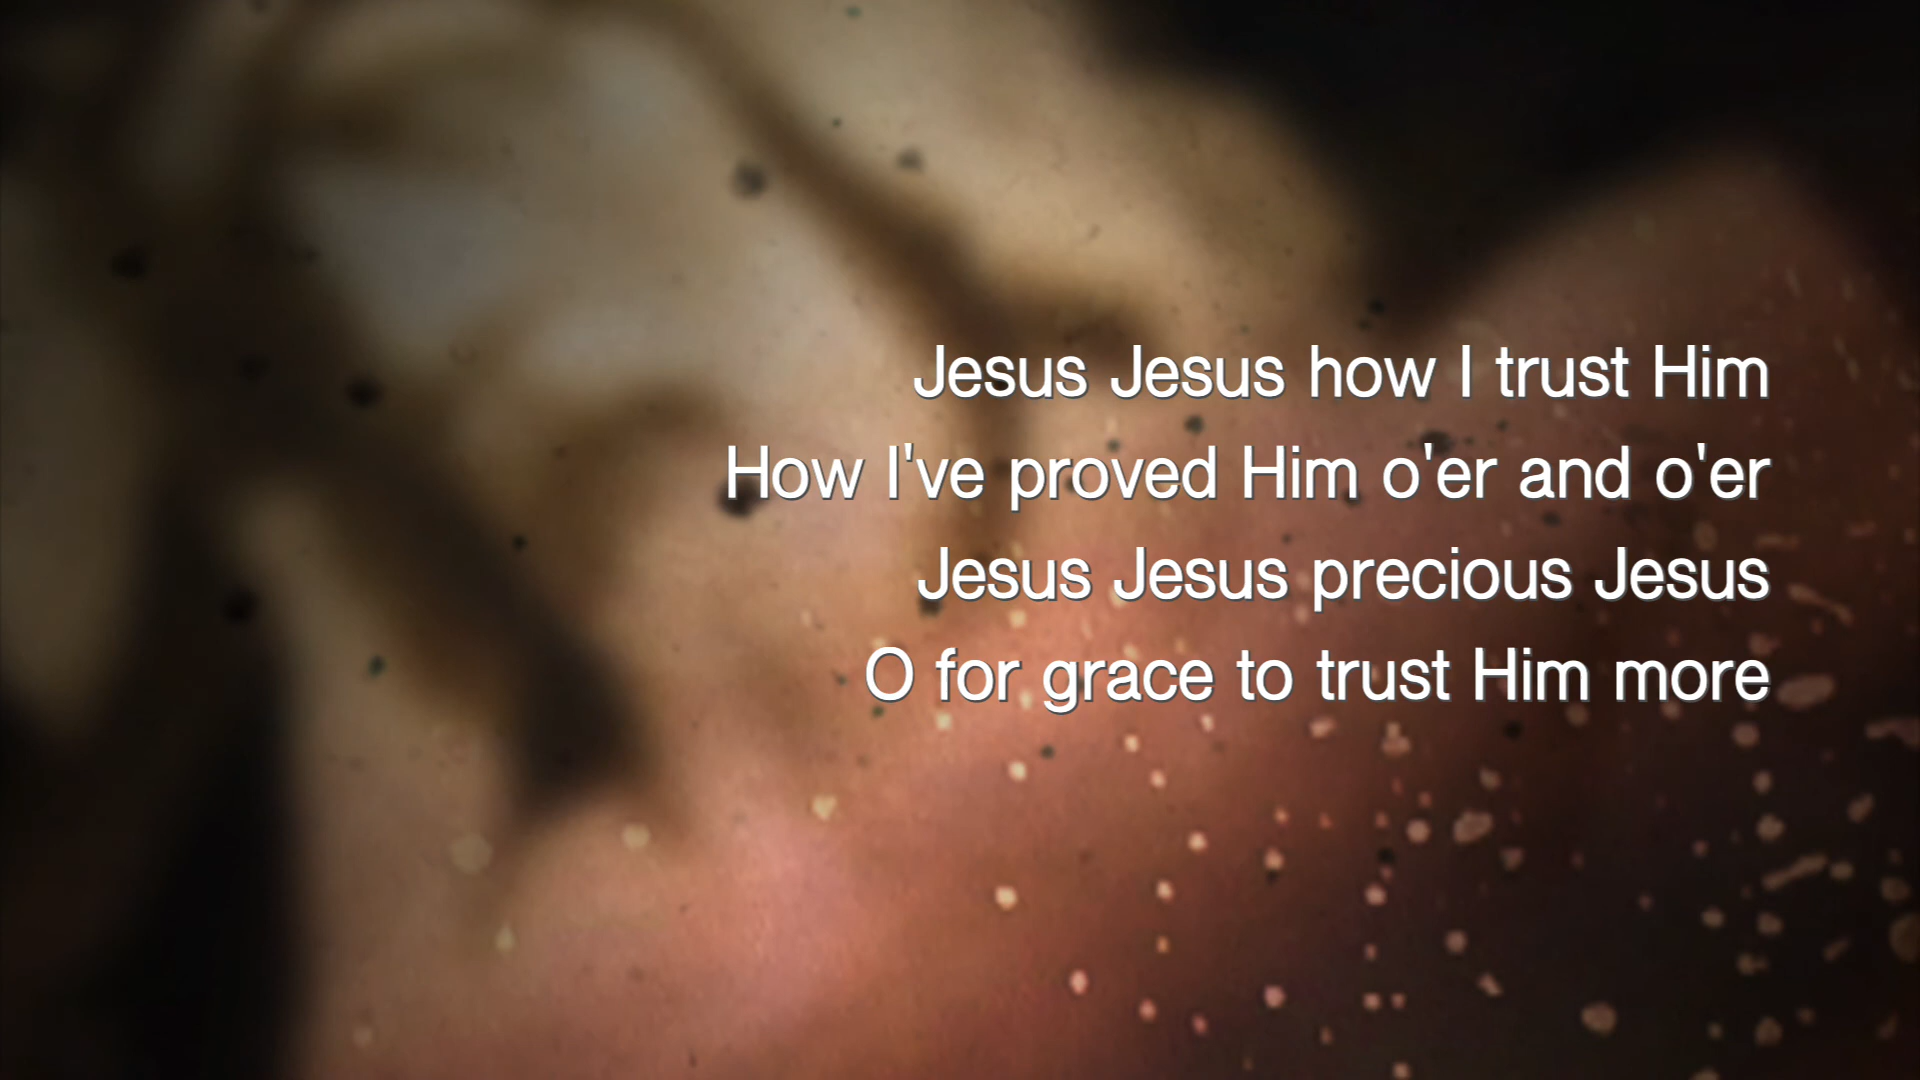 Jesus Jesus how I trust Him
How I've proved Him o'er and o'er
Jesus Jesus precious Jesus
O for grace to trust Him more